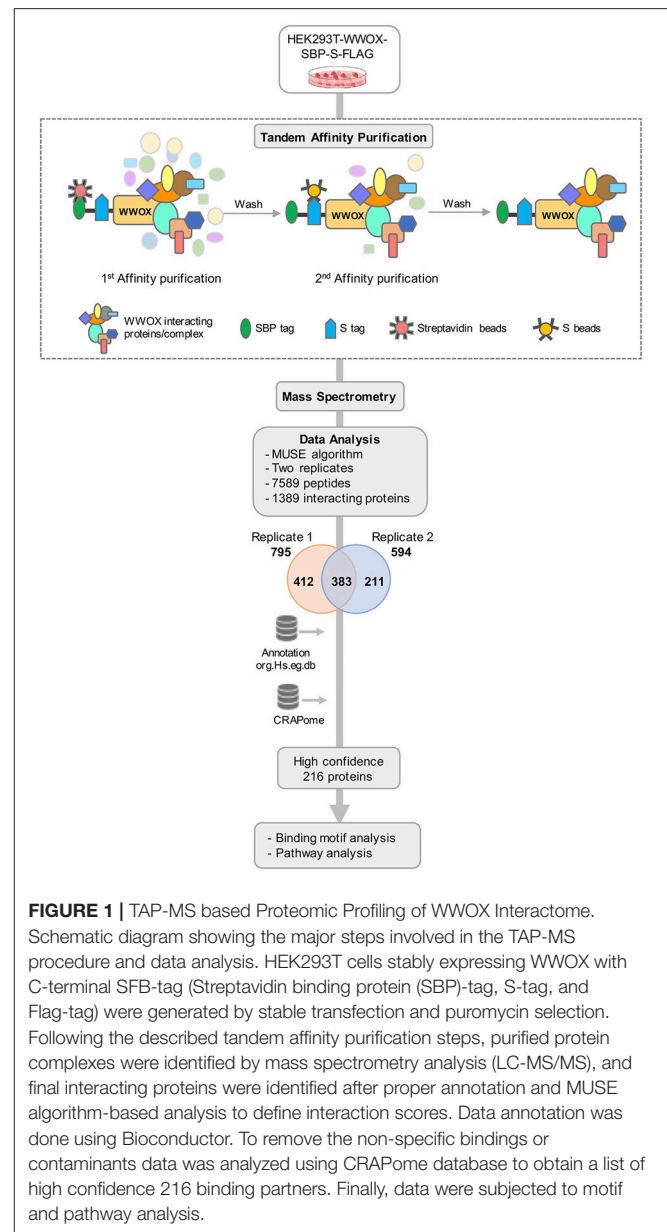 HEK293T-WWOX-
SBP-S-FLAG
Tandem Affinity Purification
WWOX
Wash
WWOX
Wash
WWOX
1st Affinity purification
2nd Affinity purification
WWOX interacting
proteins/complex
SBP tag
S tag
Streptavidin beads
S beads
Mass Spectrometry
Data Analysis
- MUSE algorithm
- Two replicates
- 7589 peptides
- 1389 interacting proteins
Replicate 1
795
Replicate 2
594
412
383
211
Annotation
org.Hs.eg.db
CRAPome
High confidence
216 proteins
- Binding motif analysis
- Pathway analysis
FIGURE 1 | TAP-MS based Proteomic Profiling of WWOX Interactome.
Schematic diagram showing the major steps involved in the TAP-MS
procedure and data analysis. HEK293T cells stably expressing WWOX with
C-terminal SFB-tag (Streptavidin binding protein (SBP)-tag, S-tag, and
Flag-tag) were generated by stable transfection and puromycin selection.
Following the described tandem affinity purification steps, purified protein
complexes were identified by mass spectrometry analysis (LC-MS/MS), and
final interacting proteins were identified after proper annotation and MUSE
algorithm-based analysis to define interaction scores. Data annotation was
done using Bioconductor. To remove the non-specific bindings or
contaminants data was analyzed using CRAPome database to obtain a list of
high confidence 216 binding partners. Finally, data were subjected to motif
and pathway analysis.